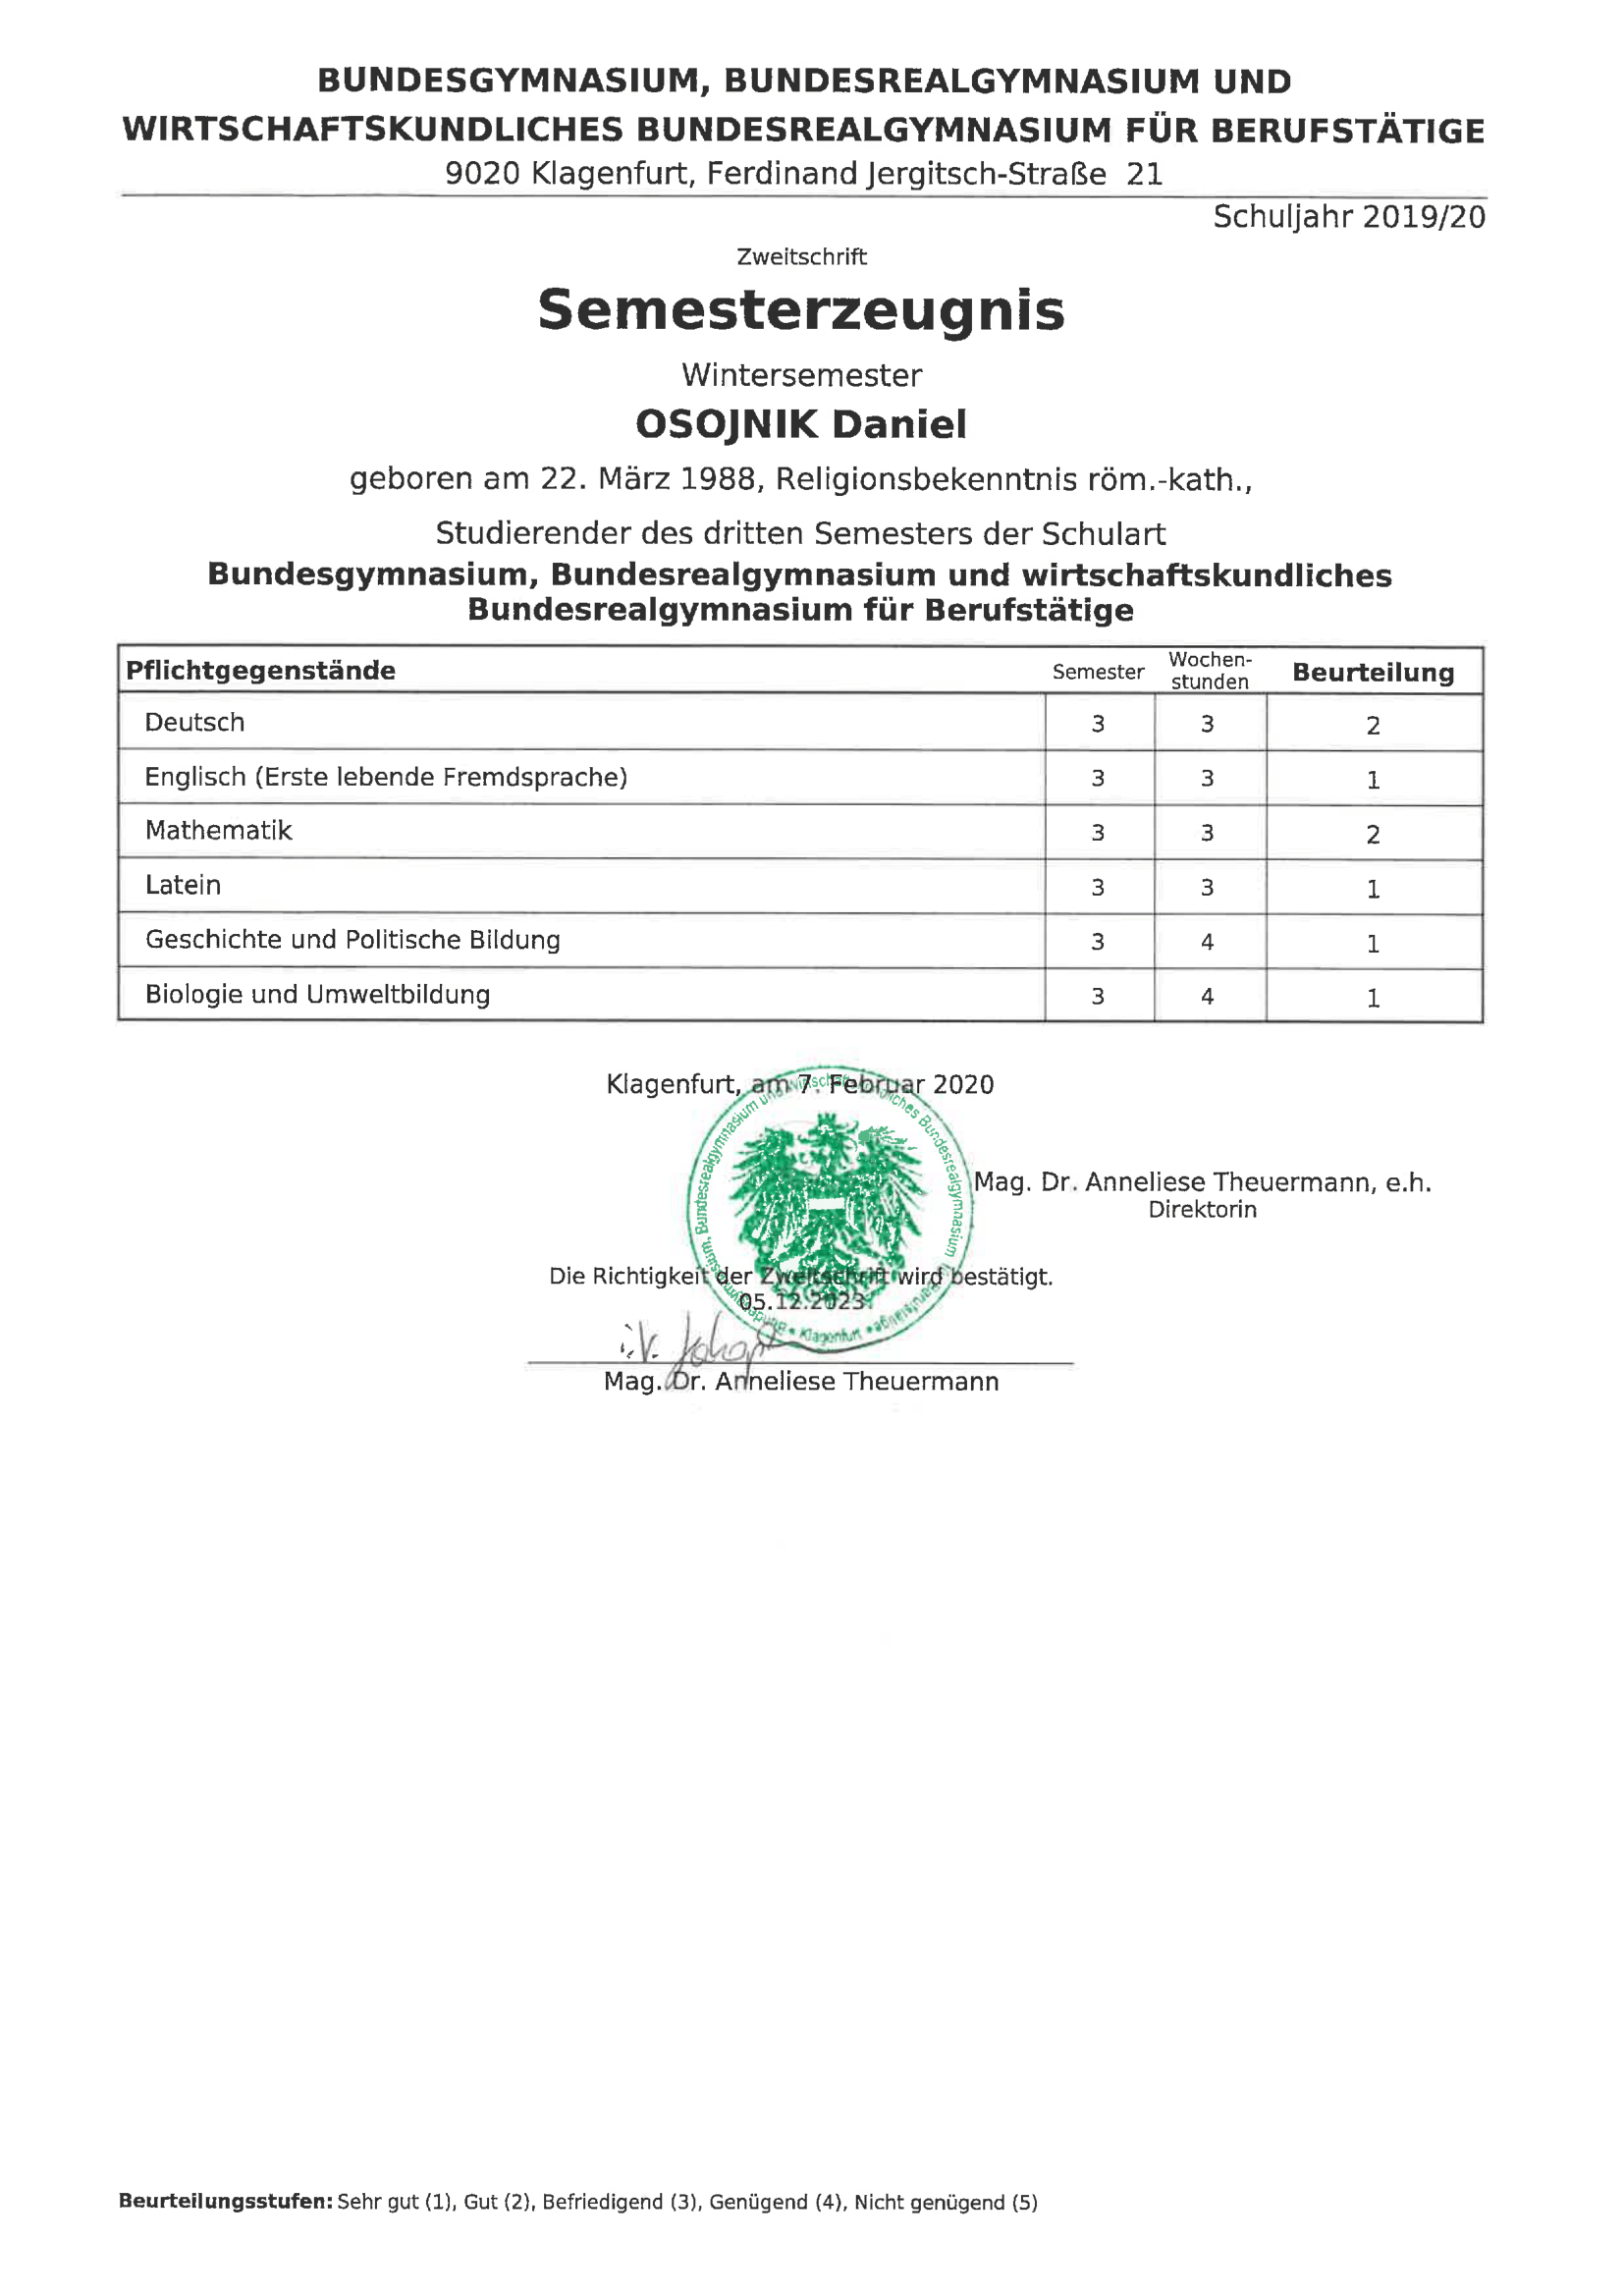 BUNDESGYMNASIUM, BUNDESREALGYMNASIUM UND
WIRTSCHAFTSKUNDLICHES BUNDESREALGYMNASIUM FÜR BERUFSTÄTIGE
9020 Klagenfurt, Ferdinand Jergitsch-Straße 21
Schuljahr 2019/20
Zweitschrift
Semesterzeugnis
Wintersemester
OSOJNIK Daniel
geboren am 22. März 1988, Religionsbekenntnis röm.-kath.,
Studierender des dritten Semesters der Schulart
Bundesgymnasium, Bundesrealgymnasium und wirtschaftskundliches
Bundesrealgymnasium für Berufstätige
Pflichtgegenstände Semester Wochen-stunden Beurteilung
Deutsch 3 3 2
Englisch (Erste lebende Fremdsprache) 3 3 1
Mathematik 3 3 2
Latein 3 3 1
Geschichte und Politische Bildung 3 4 1
Biologie und Umweltbildung 3 4 1
Klagenfurt, am 7. Februar 2020
Bundesgymnasium, Bundesrealgymnasium und wirtschaftskundliches Bundesrealgymnasium für Berufstätige • Klagenfurt •
Mag. Dr. Anneliese Theuermann, e.h.
Direktorin
Die Richtigkeit der Zweitschrift wird bestätigt.
05.12.2023
i.V.
Mag. Dr. Anneliese Theuermann
Beurteilungsstufen: Sehr gut (1), Gut (2), Befriedigend (3), Genügend (4), Nicht genügend (5)